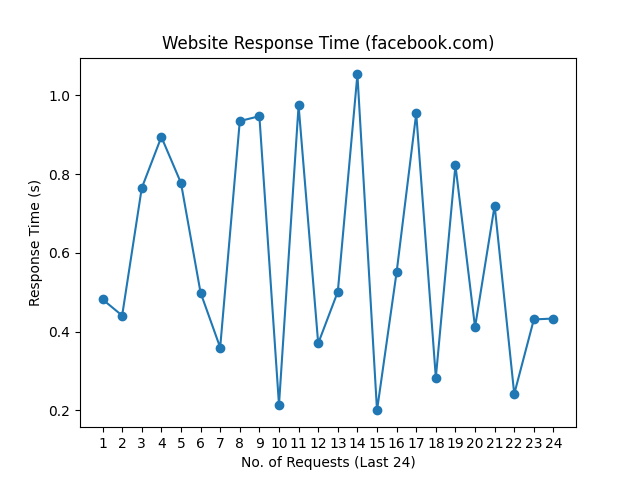 Website Response Time (facebook.com)
Response Time (s)
1.0
0.8
0.6
0.4
0.2
1 2 3 4 5 6 7 8 9 10 11 12 13 14 15 16 17 18 19 20 21 22 23 24
No. of Requests (Last 24)